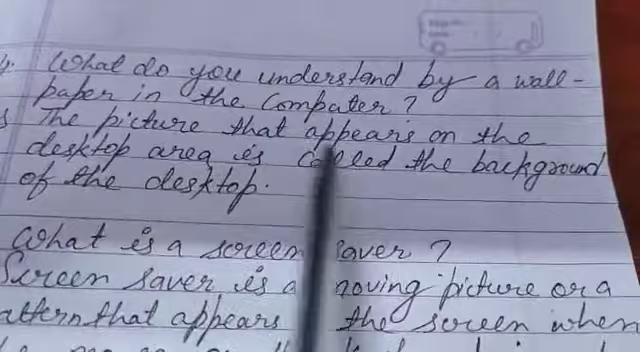 What do you understand by a wall-
paper in the Computer ?
The picture that appears on the
desktop area is called the background
of the desktop.
What is a screen saver ?
Screen saver is a moving picture or a
attern that appears the screen when